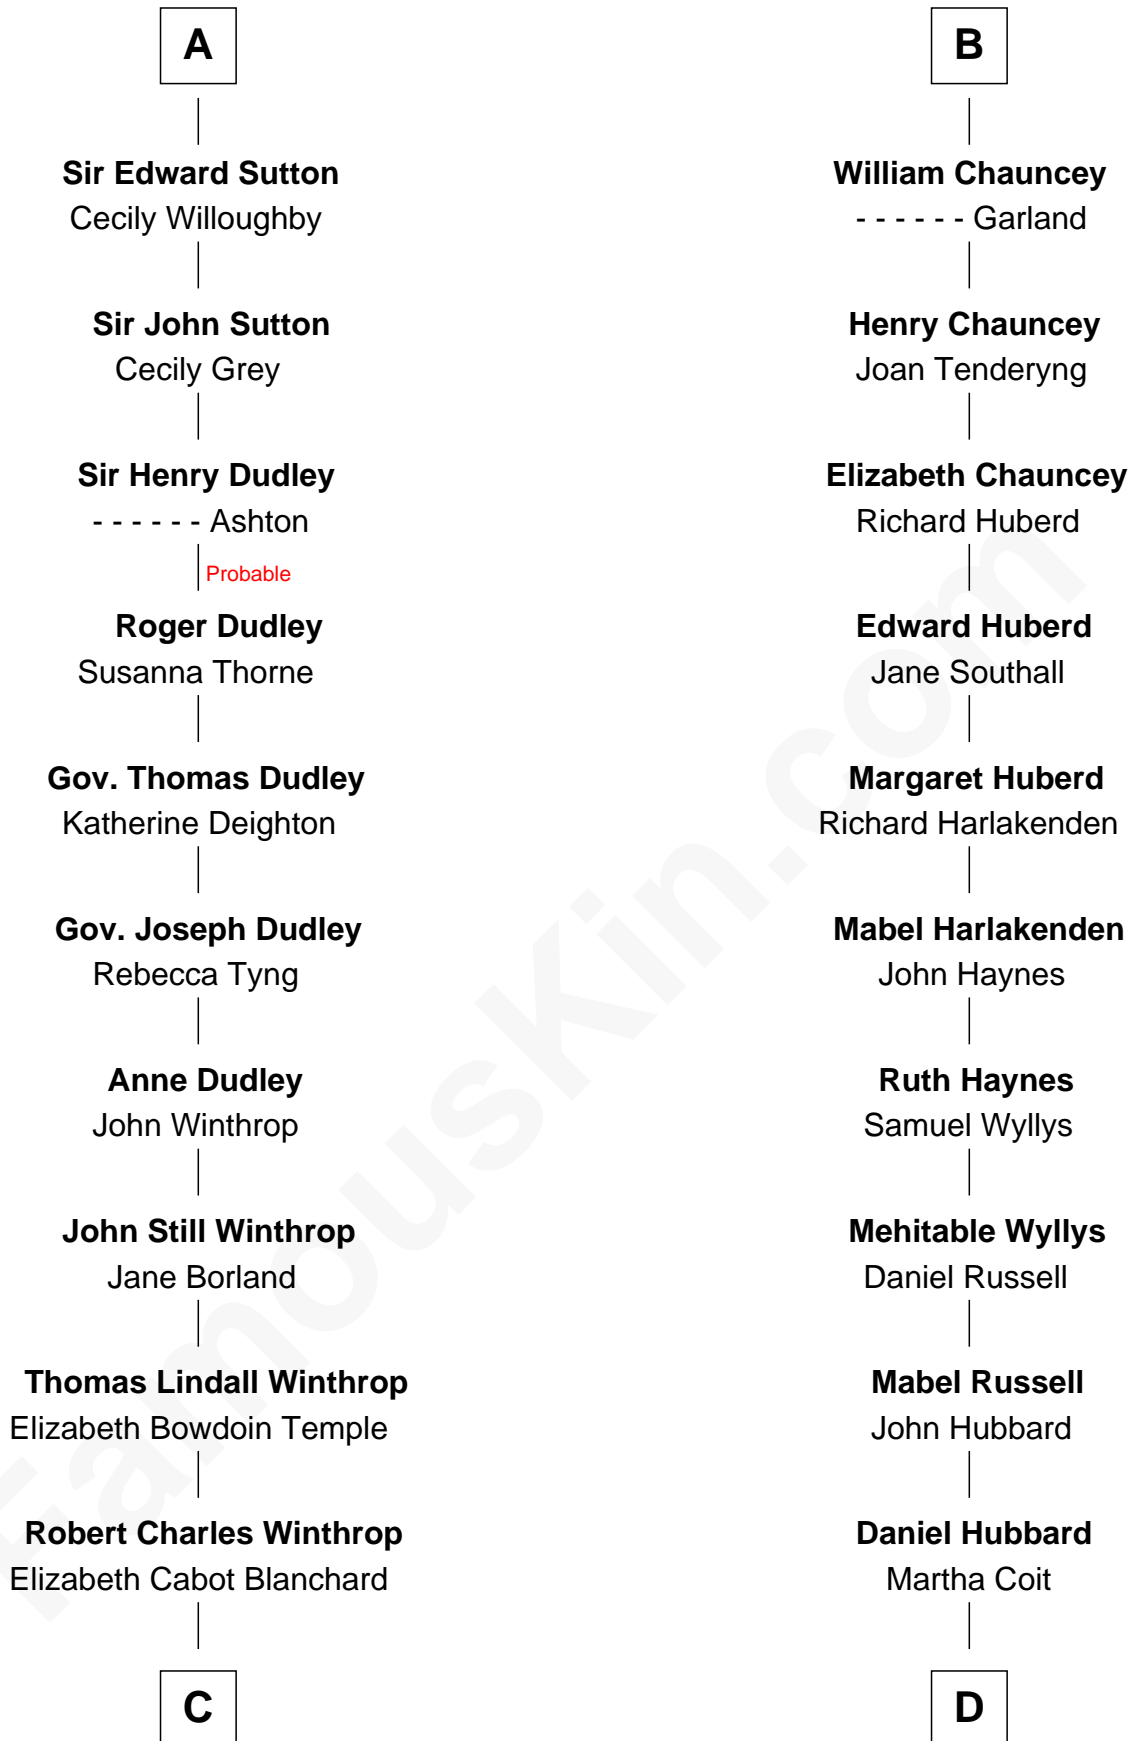 A
Sir Edward Sutton
Cecily Willoughby
Sir John Sutton
Cecily Grey
Sir Henry Dudley
- - - - - - Ashton
Probable
Roger Dudley
Susanna Thorne
Gov. Thomas Dudley
Katherine Deighton
Gov. Joseph Dudley
Rebecca Tyng
Anne Dudley
John Winthrop
John Still Winthrop
Jane Borland
Thomas Lindall Winthrop
Elizabeth Bowdoin Temple
Robert Charles Winthrop
Elizabeth Cabot Blanchard
C
B
William Chauncey
- - - - - - Garland
Henry Chauncey
Joan Tenderyng
Elizabeth Chauncey
Richard Huberd
Edward Huberd
Jane Southall
Margaret Huberd
Richard Harlakenden
Mabel Harlakenden
John Haynes
Ruth Haynes
Samuel Wyllys
Mehitable Wyllys
Daniel Russell
Mabel Russell
John Hubbard
Daniel Hubbard
Martha Coit
D
FamousKin.com